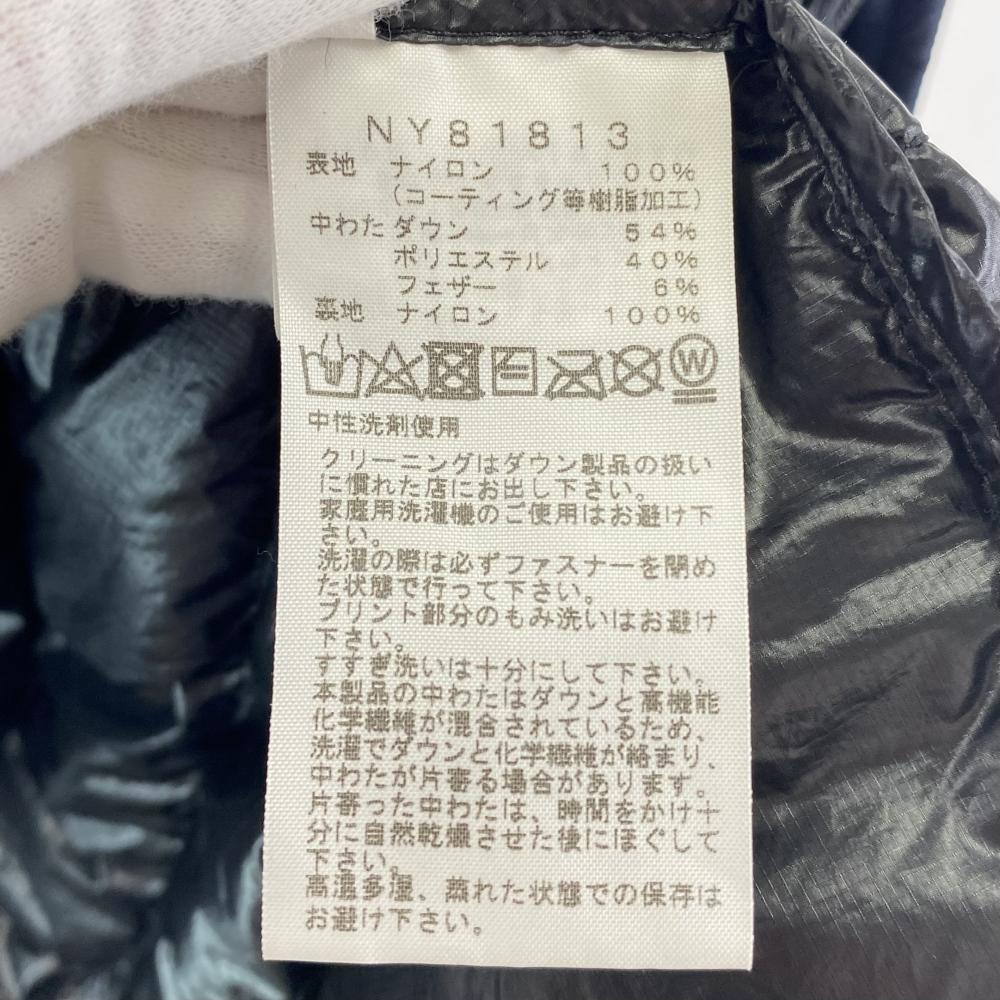 NY81813
表地 ナイロン 100%
(コーティング等樹脂加工)
中わた ダウン 54%
ポリエステル 40%
フェザー 6%
裏地 ナイロン 100%
W
中性洗剤使用
クリーニングはダウン製品の扱い
に慣れた店にお出し下さい。
家庭用洗濯機のご使用はお避け下
さい。
洗濯の際は必ずファスナーを閉め
た状態で行って下さい。
プリント部分のもみ洗いはお避け
下さい。
すすぎ洗いは十分にして下さい。
本製品の中わたはダウンと高機能
化学繊維が混合されているため、
洗濯でダウンと化学繊維が絡まり、
中わたが片寄る場合があります。
片寄った中わたは、時間をかけ十
分に自然乾燥させた後にほぐして
下さい。
高温多湿、蒸れた状態での保存は
お避け下さい。